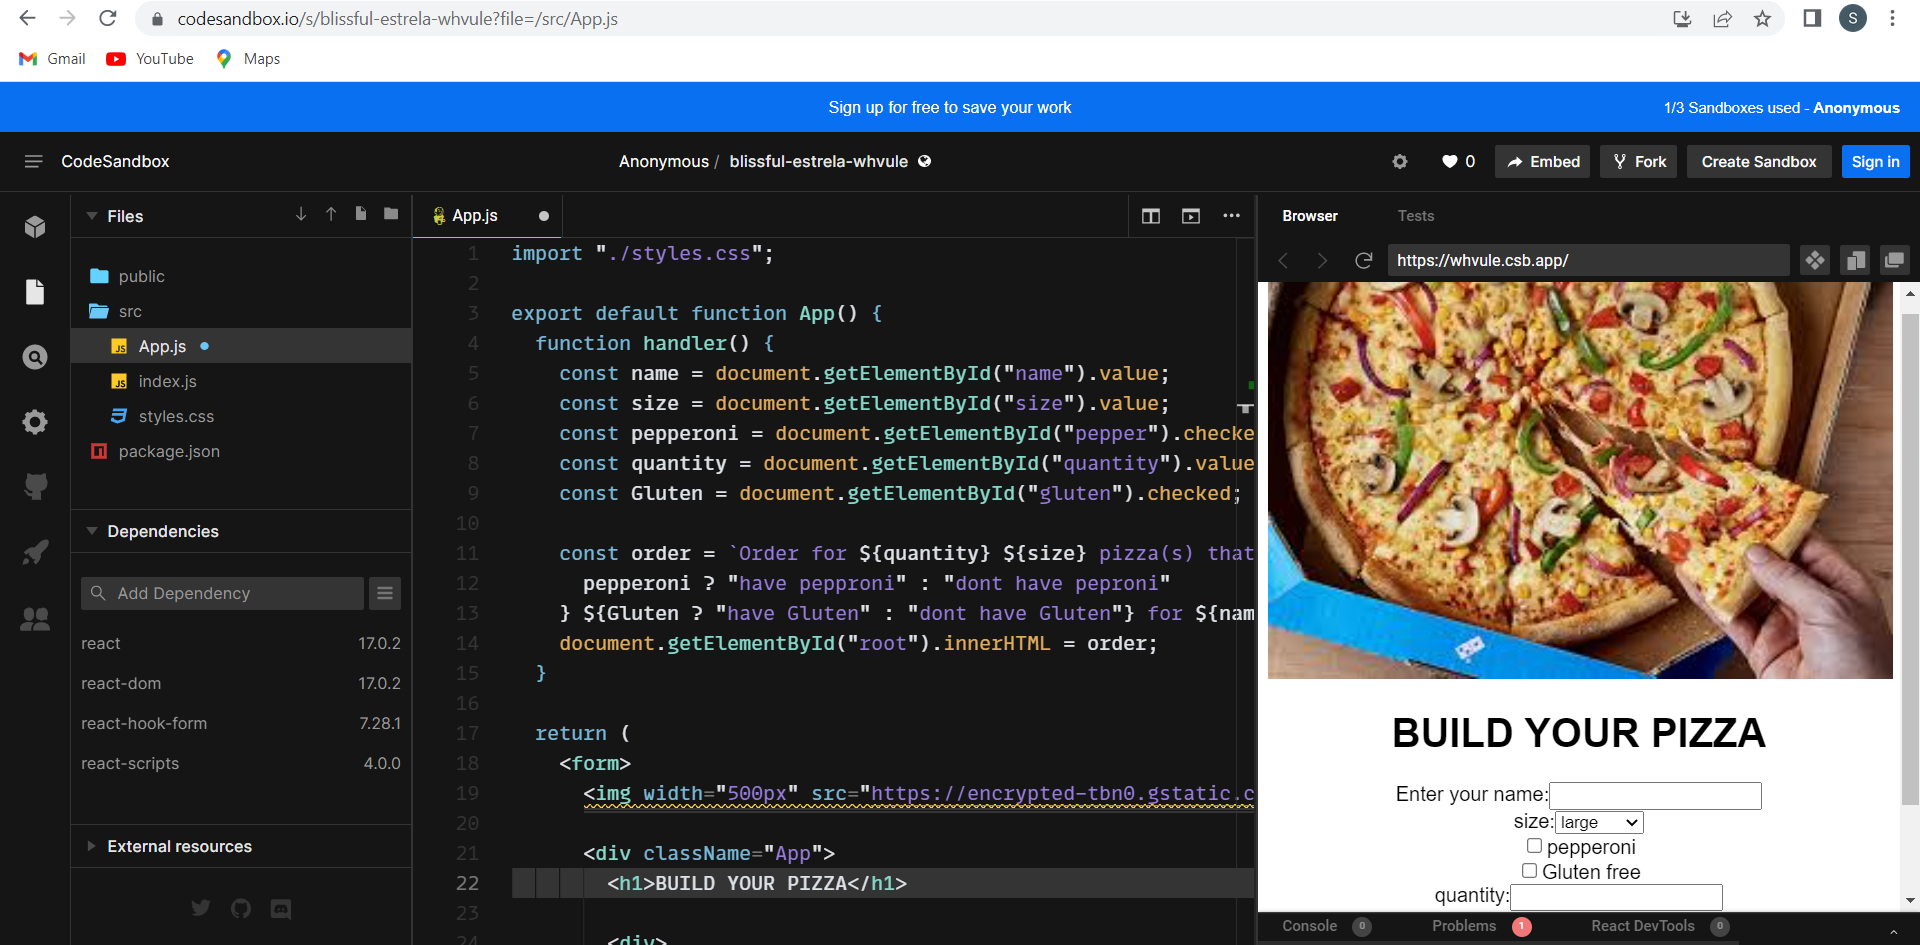 codesandbox.io/s/blissful-estrela-whvule?file=/src/App.js
S
Gmail YouTube Maps
Sign up for free to save your work
1/3 Sandboxes used - Anonymous
CodeSandbox
Anonymous / blissful-estrela-whvule
0
Embed
Fork
Create Sandbox
Sign in
Files
public
src
JS App.js
JS index.js
styles.css
package.json
Dependencies
Add Dependency
react 17.0.2
react-dom 17.0.2
react-hook-form 7.28.1
react-scripts 4.0.0
External resources
App.js
1 import "./styles.css";
2
3 export default function App() {
4 function handler() {
5 const name = document.getElementById("name").value;
6 const size = document.getElementById("size").value;
7 const pepperoni = document.getElementById("pepper").checke
8 const quantity = document.getElementById("quantity").value
9 const Gluten = document.getElementById("gluten").checked;
10
11 const order = `Order for ${quantity} ${size} pizza(s) that
12 pepperoni ? "have pepproni" : "dont have peproni"
13 } ${Gluten ? "have Gluten" : "dont have Gluten"} for ${nam
14 document.getElementById("root").innerHTML = order;
15 }
16
17 return (
18 <form>
19 <img width="500px" src="https://encrypted-tbn0.gstatic.c
20
21 <div className="App">
22 <h1>BUILD YOUR PIZZA</h1>
23
24 <div>
Browser Tests
https://whvule.csb.app/
BUILD YOUR PIZZA
Enter your name:
size: large
pepperoni
Gluten free
quantity:
Console 0 Problems 1 React DevTools 0